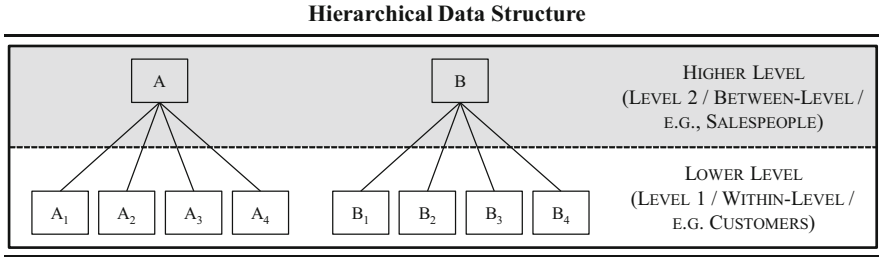 Hierarchical Data Structure
A
B
HIGHER LEVEL
(LEVEL 2 / BETWEEN-LEVEL /
E.G., SALESPEOPLE)
LOWER LEVEL
(LEVEL 1 / WITHIN-LEVEL /
E.G. CUSTOMERS)
A₁ A₂ A₃ A₄ B₁ B₂ B₃ B₄